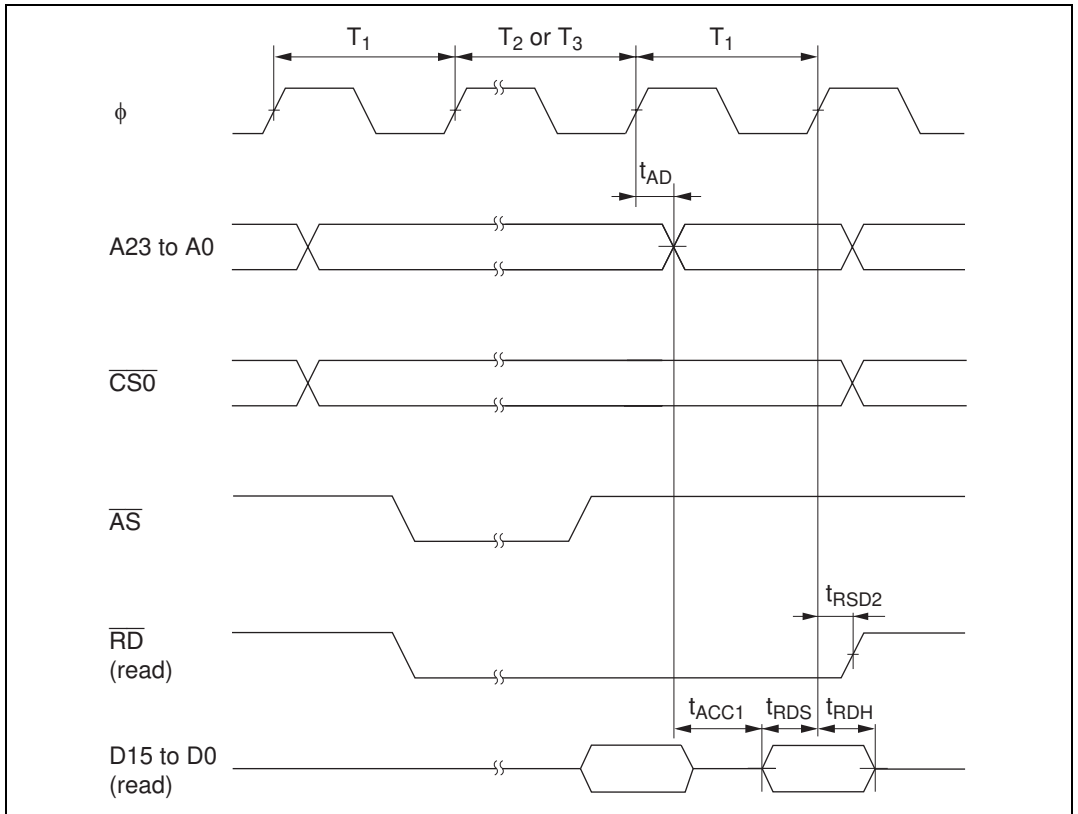 T1 T2 or T3 T1
φ
tAD
A23 to A0
CS0
AS
tRSD2
RD
(read)
tACC1 tRDS tRDH
D15 to D0
(read)